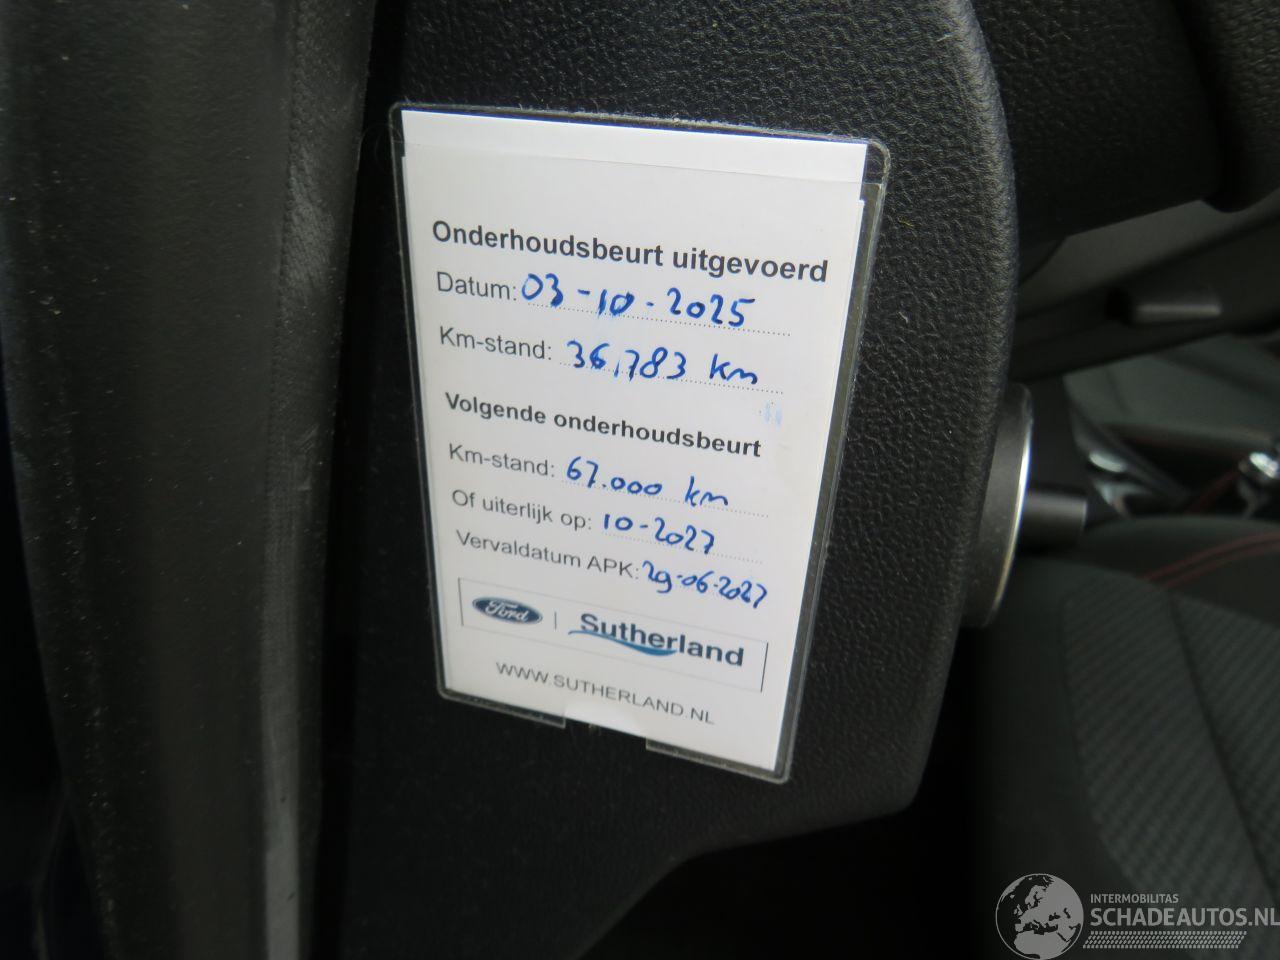 Onderhoudsbeurt uitgevoerd
Datum: 03-10-2025
Km-stand: 36,783 km
Volgende onderhoudsbeurt
Km-stand: 67.000 km
Of uiterlijk op: 10-2027
Vervaldatum APK: 29-06-2027
Ford | Sutherland
WWW.SUTHERLAND.NL
INTERMOBILITAS
SCHADEAUTOS.NL